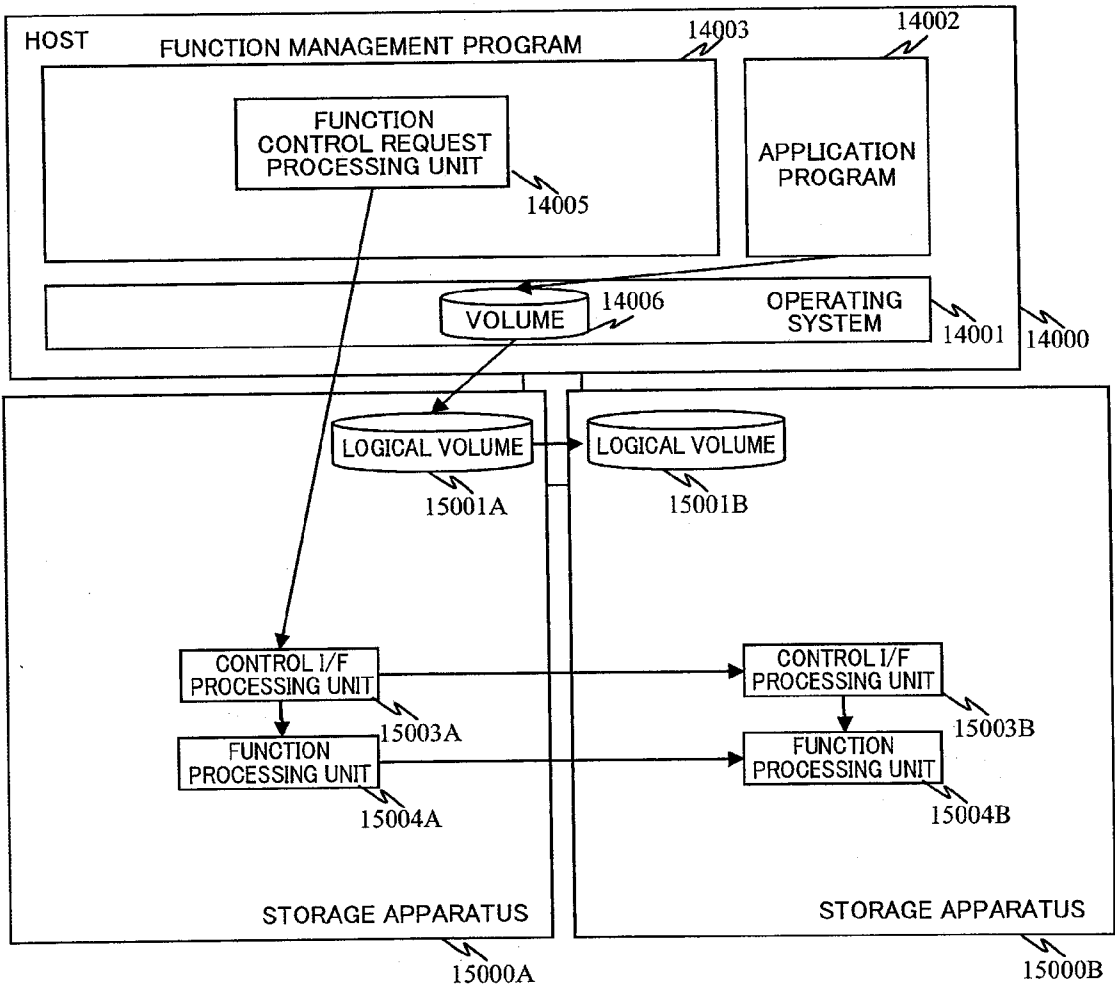 HOST
FUNCTION MANAGEMENT PROGRAM
14003
14002
FUNCTION
CONTROL REQUEST
PROCESSING UNIT
14005
APPLICATION
PROGRAM
VOLUME
14006
OPERATING
SYSTEM
14001
14000
LOGICAL VOLUME
15001A
LOGICAL VOLUME
15001B
CONTROL I/F
PROCESSING UNIT
15003A
CONTROL I/F
PROCESSING UNIT
15003B
FUNCTION
PROCESSING UNIT
15004A
FUNCTION
PROCESSING UNIT
15004B
STORAGE APPARATUS
15000A
STORAGE APPARATUS
15000B